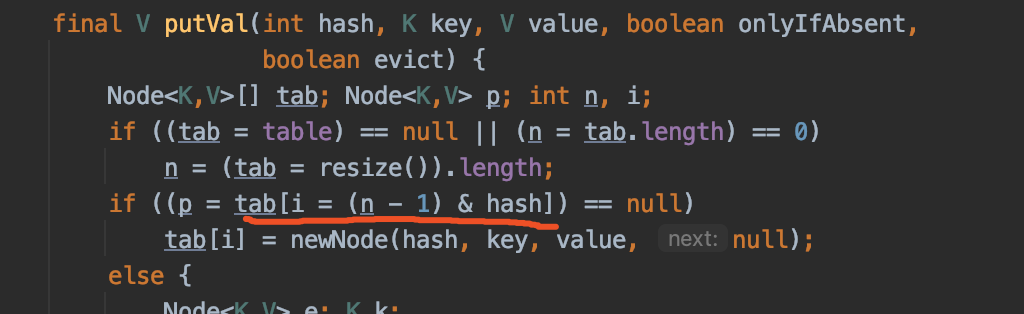 final V putVal(int hash, K key, V value, boolean onlyIfAbsent,
boolean evict) {
Node<K,V>[] tab; Node<K,V> p; int n, i;
if ((tab = table) == null || (n = tab.length) == 0)
n = (tab = resize()).length;
if ((p = tab[i = (n - 1) & hash]) == null)
tab[i] = newNode(hash, key, value, next: null);
else {
Node<K,V> e; K k;